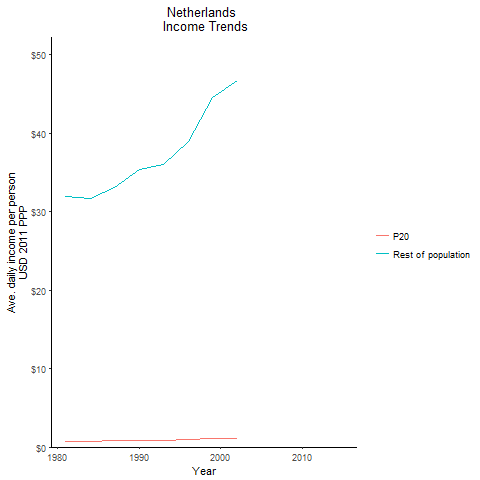 Netherlands
Income Trends
Ave. daily income per person
USD 2011 PPP
$50
$40
$30
$20
$10
$0
1980
1990
2000
2010
Year
P20
Rest of population